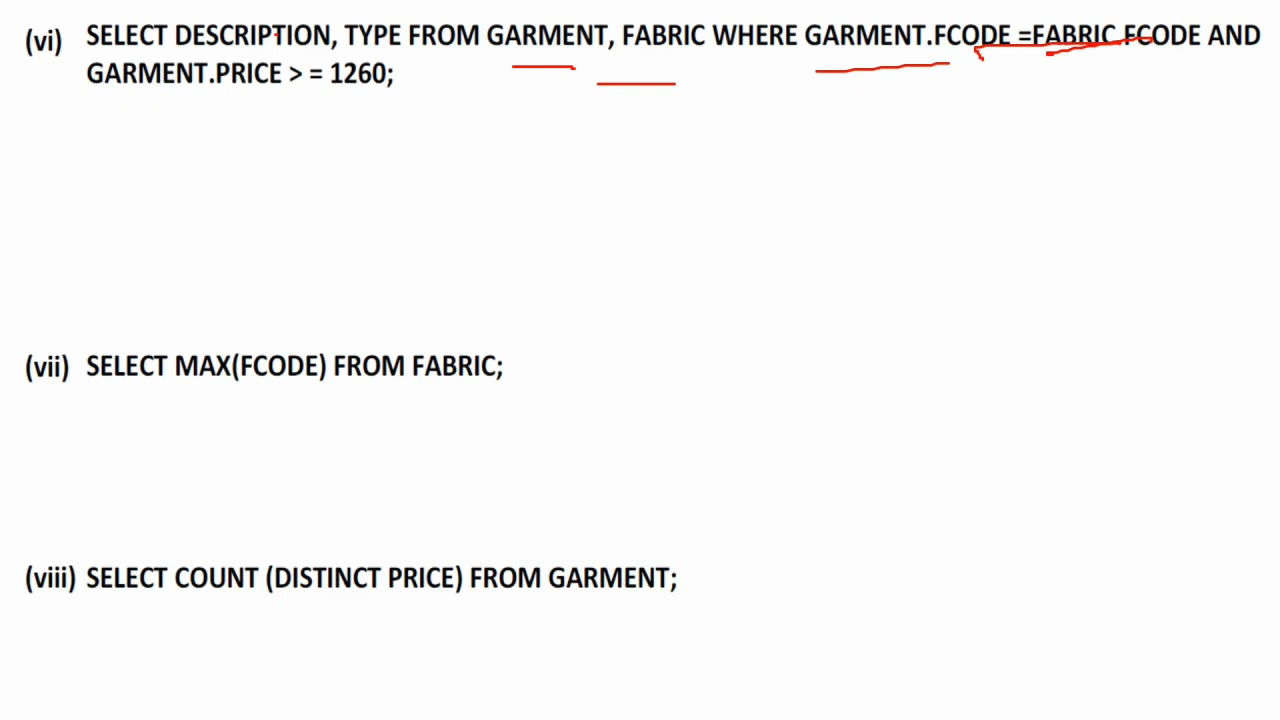 (vi) SELECT DESCRIPTION, TYPE FROM GARMENT, FABRIC WHERE GARMENT.FCODE =FABRIC.FCODE AND
GARMENT.PRICE > = 1260;
(vii) SELECT MAX(FCODE) FROM FABRIC;
(viii) SELECT COUNT (DISTINCT PRICE) FROM GARMENT;